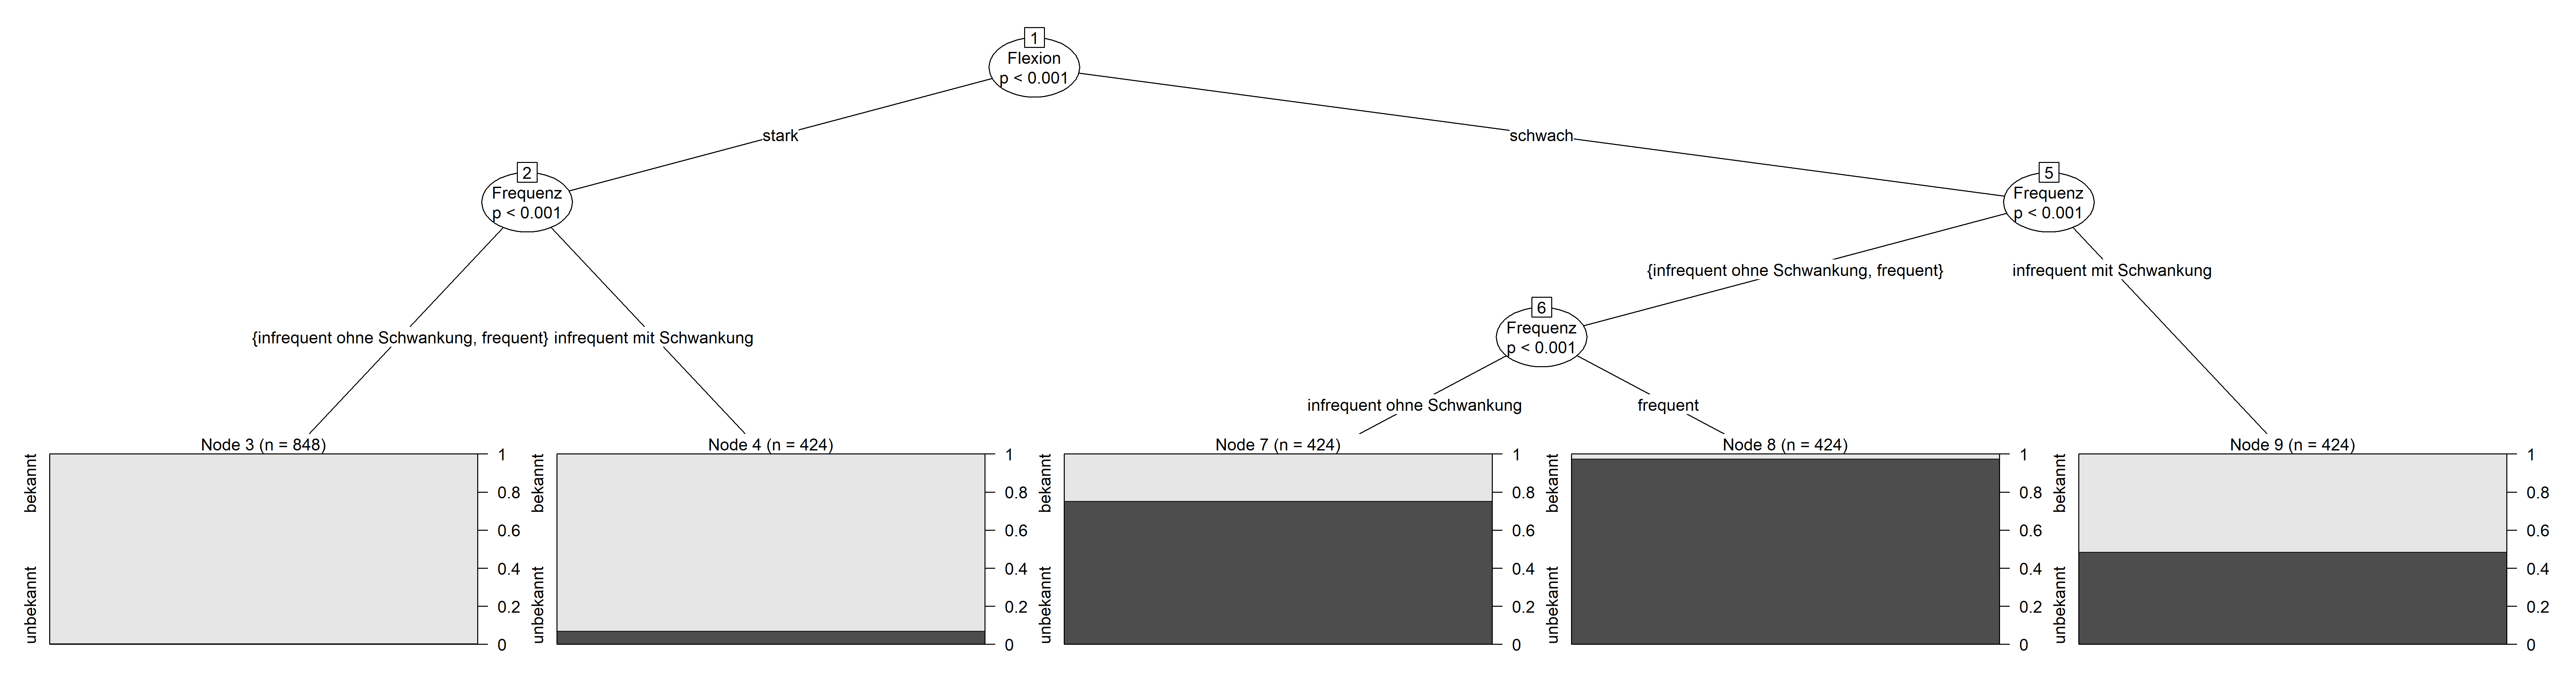 1
Flexion
p < 0.001
stark
schwach
2
Frequenz
p < 0.001
5
Frequenz
p < 0.001
{infrequent ohne Schwankung, frequent}
infrequent mit Schwankung
6
Frequenz
p < 0.001
{infrequent ohne Schwankung, frequent}
infrequent mit Schwankung
infrequent ohne Schwankung
frequent
Node 3 (n = 848)
bekannt
unbekannt
1
0.8
0.6
0.4
0.2
0
Node 4 (n = 424)
bekannt
unbekannt
1
0.8
0.6
0.4
0.2
0
Node 7 (n = 424)
bekannt
unbekannt
1
0.8
0.6
0.4
0.2
0
Node 8 (n = 424)
bekannt
unbekannt
1
0.8
0.6
0.4
0.2
0
Node 9 (n = 424)
bekannt
unbekannt
1
0.8
0.6
0.4
0.2
0